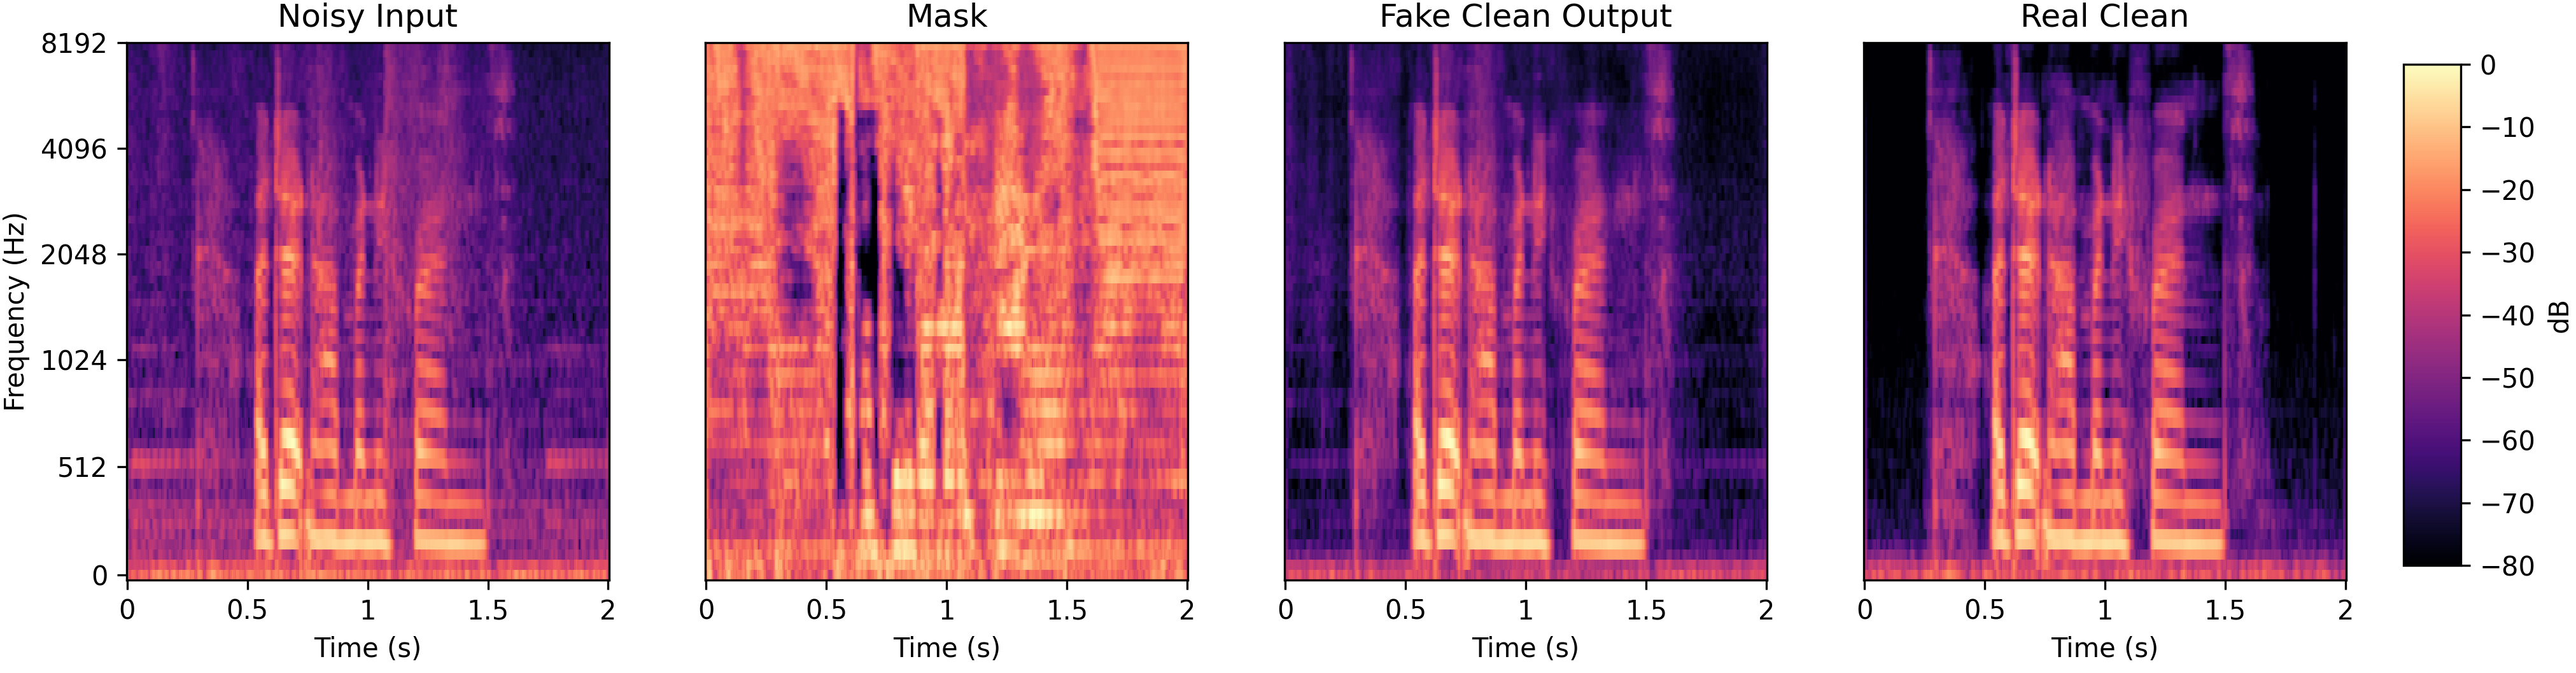 Noisy Input
Mask
Fake Clean Output
Real Clean
Frequency (Hz)
8192
4096
2048
1024
512
0
0 0.5 1 1.5 2
0 0.5 1 1.5 2
0 0.5 1 1.5 2
0 0.5 1 1.5 2
Time (s)
Time (s)
Time (s)
Time (s)
0
−10
−20
−30
−40
−50
−60
−70
−80
dB